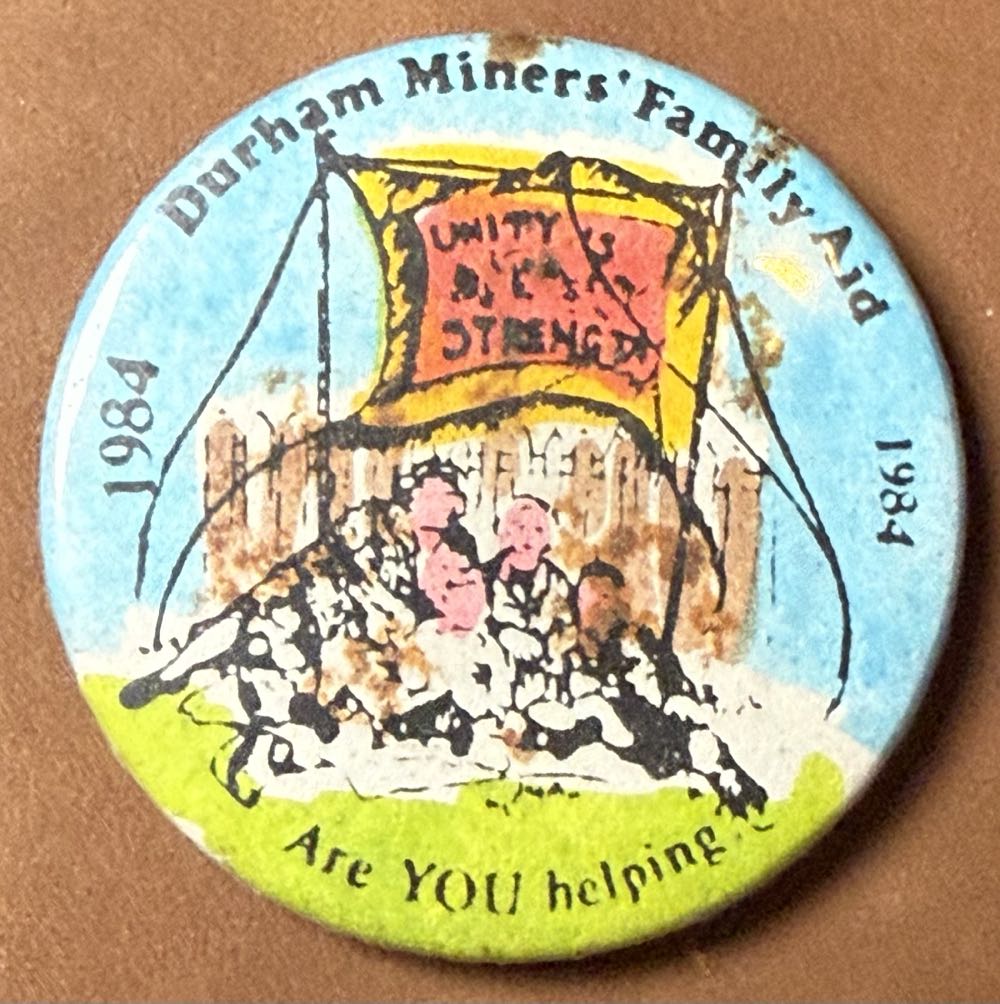 Durham Miners' Family Aid
1984
1984
UNITY IS
STRENGTH
Are YOU helping